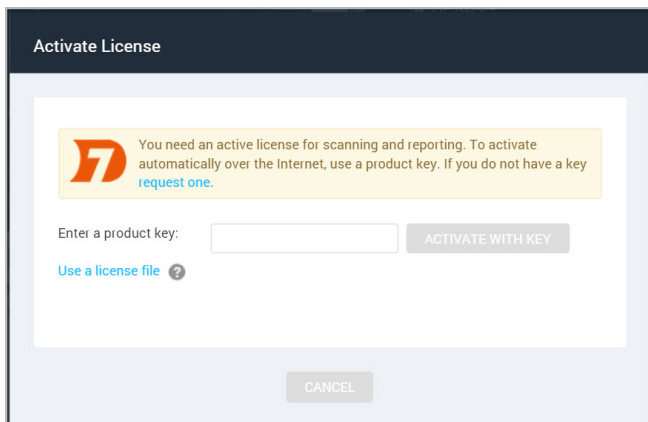 Activate License
You need an active license for scanning and reporting. To activate
automatically over the Internet, use a product key. If you do not have a key
request one.
Enter a product key:
ACTIVATE WITH KEY
Use a license file ?
CANCEL